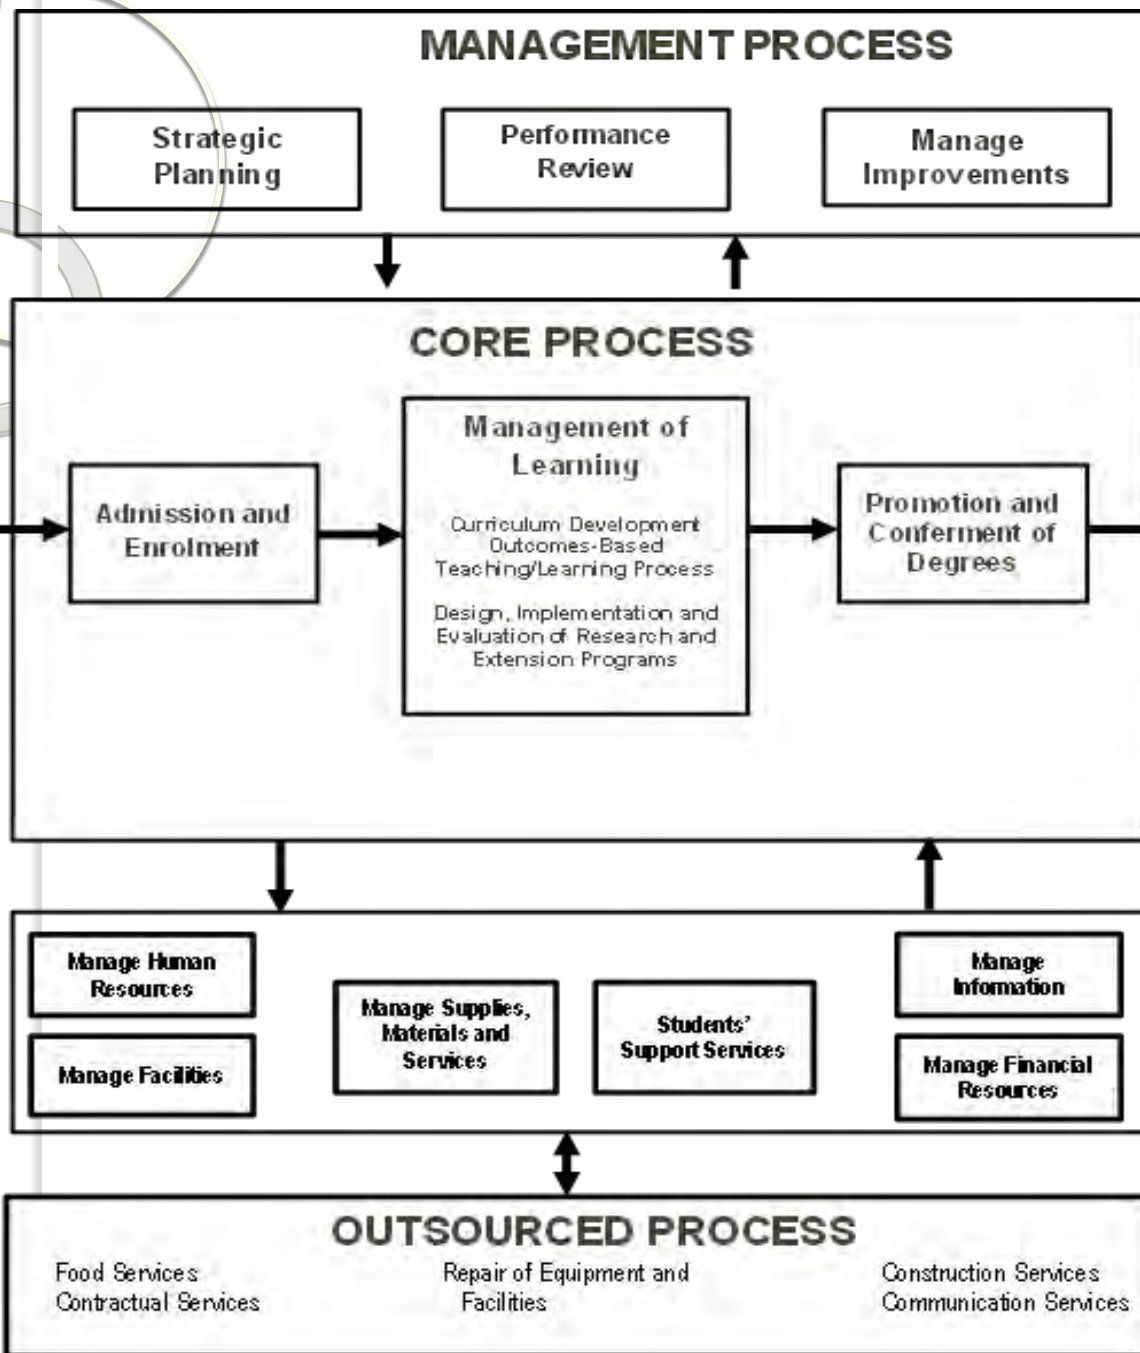 MANAGEMENT PROCESS
Strategic
Planning
Performance
Review
Manage
Improvements
CORE PROCESS
Admission and
Enrolment
Management of
Learning
Curriculum Development
Outcomes-Based
Teaching/Learning Process
Design, Implementation and
Evaluation of Research and
Extension Programs
Promotion and
Conferment of
Degrees
Manage Human
Resources
Manage Facilities
Manage Supplies,
Materials and
Services
Students'
Support Services
Manage
Information
Manage Financial
Resources
OUTSOURCED PROCESS
Food Services
Contractual Services
Repair of Equipment and
Facilities
Construction Services
Communication Services